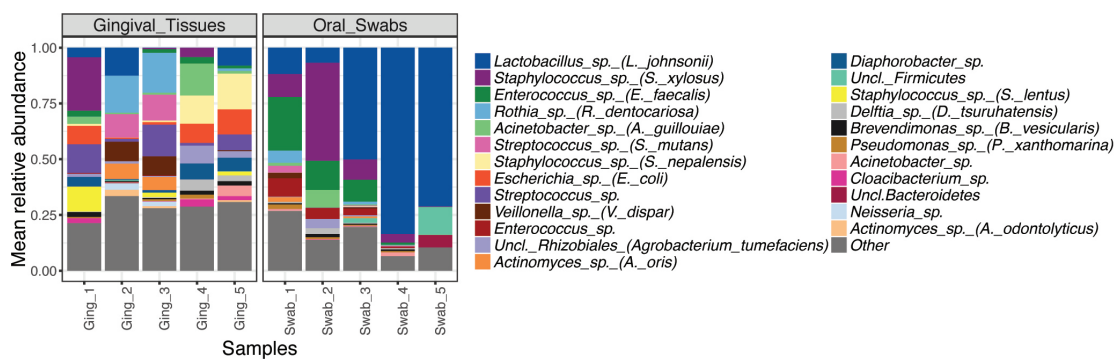 Gingival_Tissues
Oral_Swabs
Mean relative abundance
1.00
0.75
0.50
0.25
0.00
Ging_1
Ging_2
Ging_3
Ging_4
Ging_5
Swab_1
Swab_2
Swab_3
Swab_4
Swab_5
Samples
Lactobacillus_sp._(L._johnsonii)
Staphylococcus_sp._(S._xylosus)
Enterococcus_sp._(E._faecalis)
Rothia_sp._(R._dentocariosa)
Acinetobacter_sp._(A._guillouiae)
Streptococcus_sp._(S._mutans)
Staphylococcus_sp._(S._nepalensis)
Escherichia_sp._(E._coli)
Streptococcus_sp.
Veillonella_sp._(V._dispar)
Enterococcus_sp.
Uncl._Rhizobiales_(Agrobacterium_tumefaciens)
Actinomyces_sp._(A._oris)
Diaphorobacter_sp.
Uncl._Firmicutes
Staphylococcus_sp._(S._lentus)
Delftia_sp._(D._tsuruhatensis)
Brevendimonas_sp._(B._vesicularis)
Pseudomonas_sp._(P._xanthomarina)
Acinetobacter_sp.
Cloacibacterium_sp.
Uncl.Bacteroidetes
Neisseria_sp.
Actinomyces_sp._(A._odontolyticus)
Other